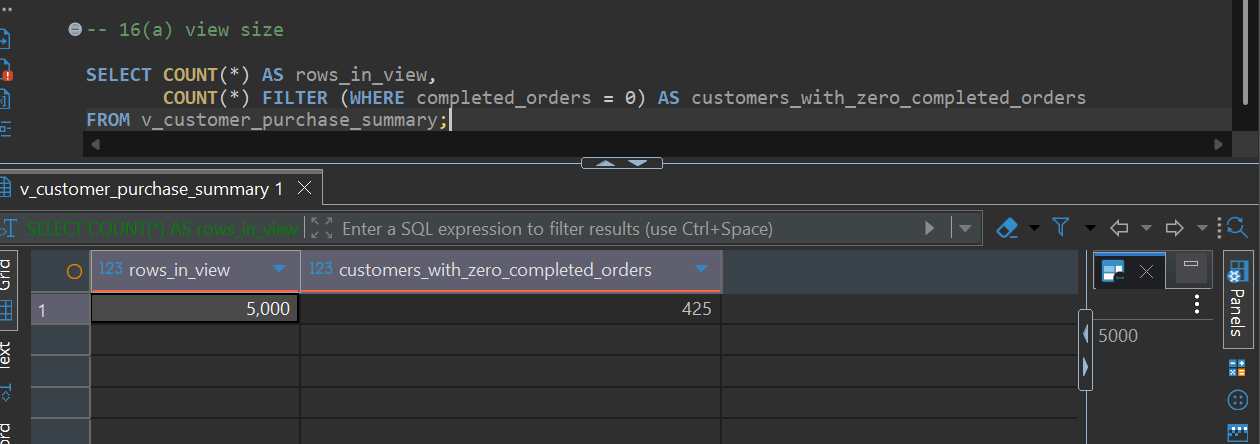 -- 16(a) view size
SELECT COUNT(*) AS rows_in_view,
COUNT(*) FILTER (WHERE completed_orders = 0) AS customers_with_zero_completed_orders
FROM v_customer_purchase_summary;
v_customer_purchase_summary 1
SELECT COUNT(*) AS rows_in_view
Enter a SQL expression to filter results (use Ctrl+Space)
Grid
123 rows_in_view
123 customers_with_zero_completed_orders
1
5,000
425
Text
5000
Panels